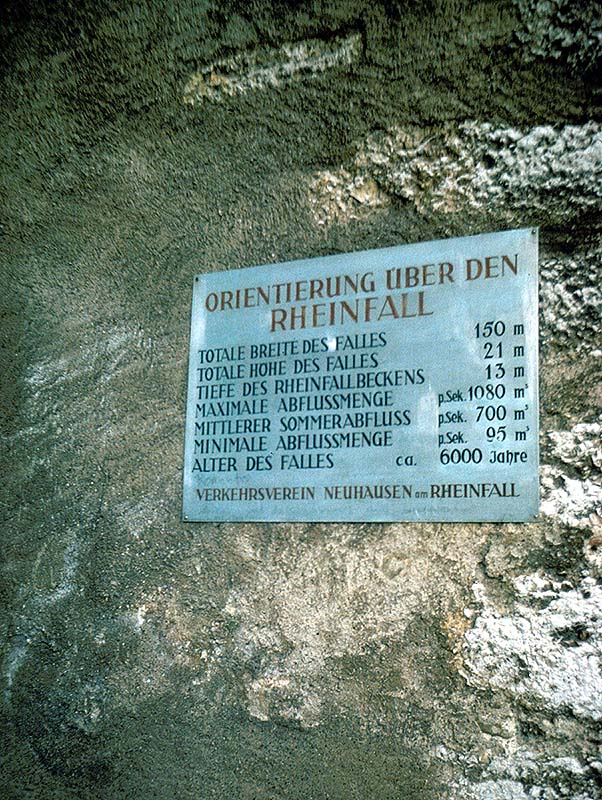 ORIENTIERUNG ÜBER DEN
RHEINFALL
TOTALE BREITE DES FALLES 150 m
TOTALE HÖHE DES FALLES 21 m
TIEFE DES RHEINFALLBECKENS 13 m
MAXIMALE ABFLUSSMENGE p.Sek. 1080 m³
MITTLERER SOMMERABFLUSS p.Sek. 700 m³
MINIMALE ABFLUSSMENGE p.Sek. 95 m³
ALTER DES FALLES ca. 6000 Jahre
VERKEHRSVEREIN NEUHAUSEN am RHEINFALL